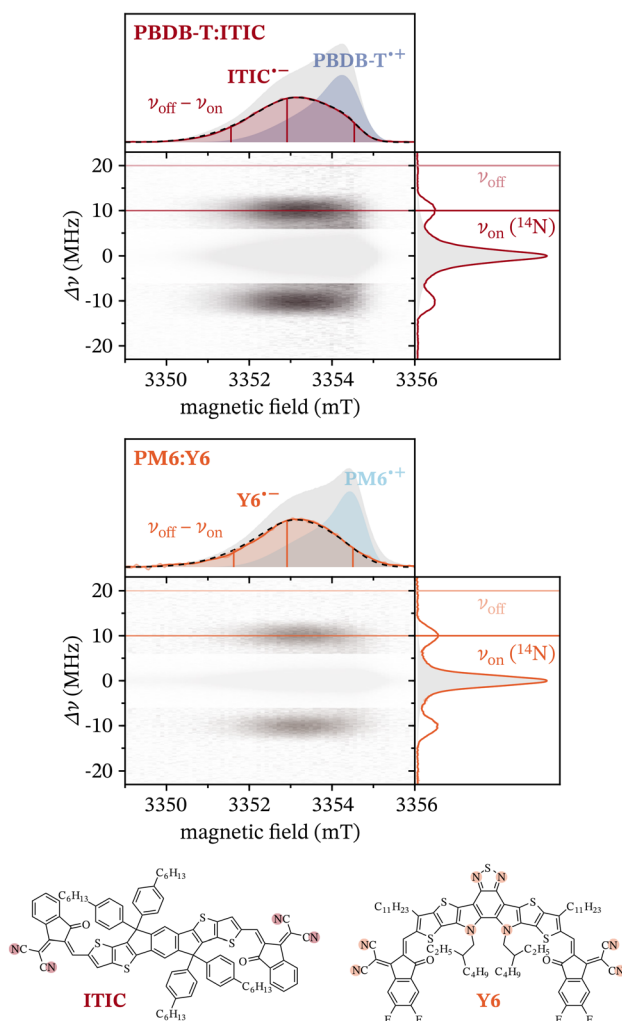 PBDB-T:ITIC
PBDB-T•+
ITIC•−
νoff − νon
20
10
0
-10
-20
Δν (MHz)
νoff
νon (14N)
3350 3352 3354 3356
magnetic field (mT)
PM6:Y6
PM6•+
Y6•−
νoff − νon
20
10
0
-10
-20
Δν (MHz)
νoff
νon (14N)
3350 3352 3354 3356
magnetic field (mT)
C6H13
C6H13
O
S
S
NC
CN
CN
NC
S
S
O
C6H13
C6H13
ITIC
S
N N
C11H23
S
S
S
S
C11H23
N N
C2H5
C2H5
C4H9
C4H9
CN
NC
O
O
NC
CN
F
F
F
F
Y6